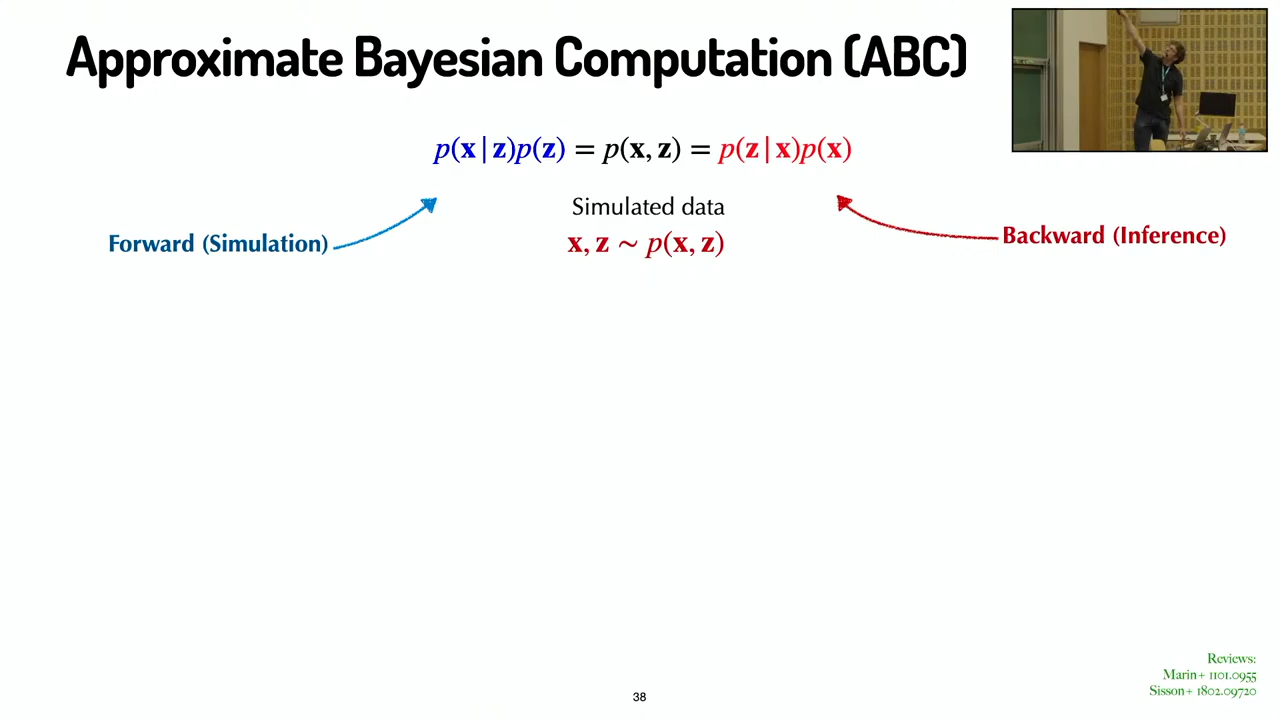 Approximate Bayesian Computation (ABC)
p(x|z)p(z) = p(x, z) = p(z|x)p(x)
Simulated data
Forward (Simulation)
x, z ~ p(x, z)
Backward (Inference)
Reviews:
Marin+ 1101.0955
Sisson+ 1802.09720
38